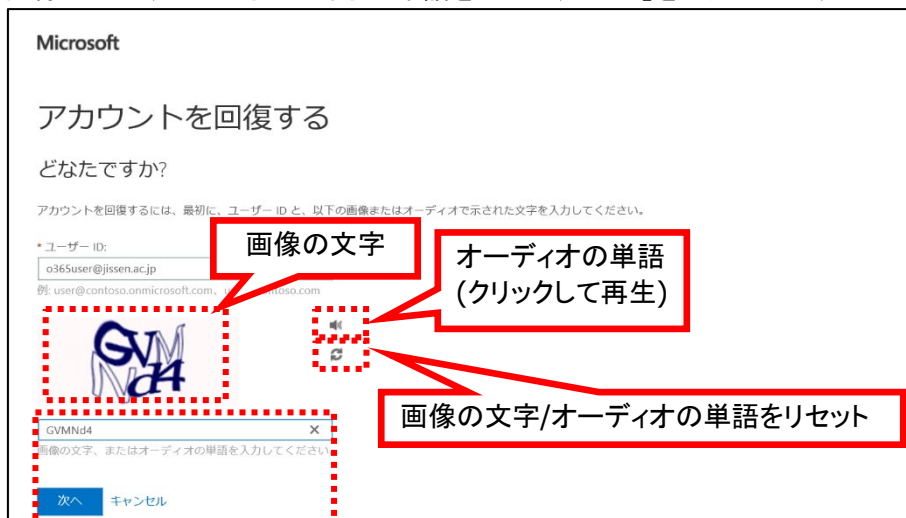 Microsoft
アカウントを回復する
どなたですか?
アカウントを回復するには、最初に、ユーザー ID と、以下の画像またはオーディオで示された文字を入力してください。
* ユーザー ID:
画像の文字
オーディオの単語
(クリックして再生)
o365user@jissen.ac.jp
例: user@contoso.onmicrosoft.com、
GVM
Nd4
画像の文字/オーディオの単語をリセット
GVMNd4
画像の文字、またはオーディオの単語を入力してください
次へ キャンセル